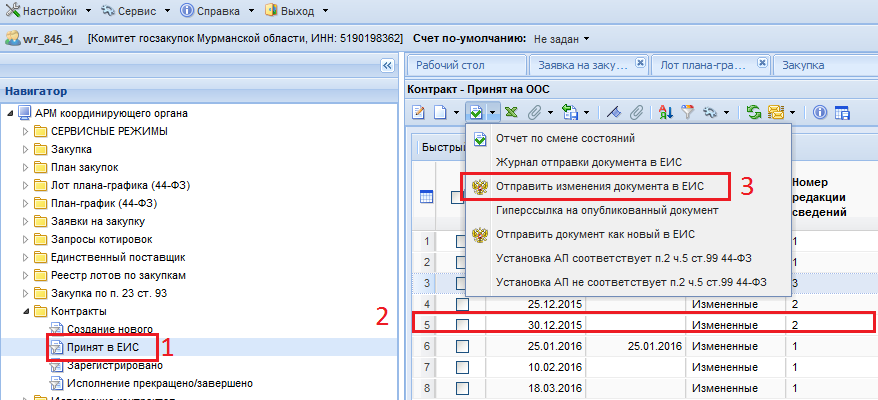 Настройки Сервис Справка Выход
wr_845_1 [Комитет госзакупок Мурманской области, ИНН: 5190198362] Счет по-умолчанию: Не задан
Навигатор
АРМ координирующего органа
СЕРВИСНЫЕ РЕЖИМЫ
Закупка
План закупок
Лот плана-графика (44-ФЗ)
План-график (44-ФЗ)
Заявки на закупку
Запросы котировок
Единственный поставщик
Реестр лотов по закупкам
Закупка по п. 23 ст. 93
Контракты
Создание нового
Принят в ЕИС
Зарегистрировано
Исполнение прекращено/завершено
1
2
Рабочий стол Заявка на заку... Лот плана-гра... Закупка
Контракт - Принят на ООС
Быстры
Отчет по смене состояний
Журнал отправки документа в ЕИС
Отправить изменения документа в ЕИС
3
Гиперссылка на опубликованный документ
Отправить документ как новый в ЕИС
Установка АП соответствует п.2 ч.5 ст.99 44-ФЗ
Установка АП не соответствует п.2 ч.5 ст.99 44-ФЗ
Номер
редакции
сведений
1 1
2 1
3 3
4 25.12.2015 Измененные 2
5 30.12.2015 Измененные 2
6 25.01.2016 25.01.2016 Измененные 1
7 10.02.2016 Измененные 1
8 18.03.2016 Измененные 1